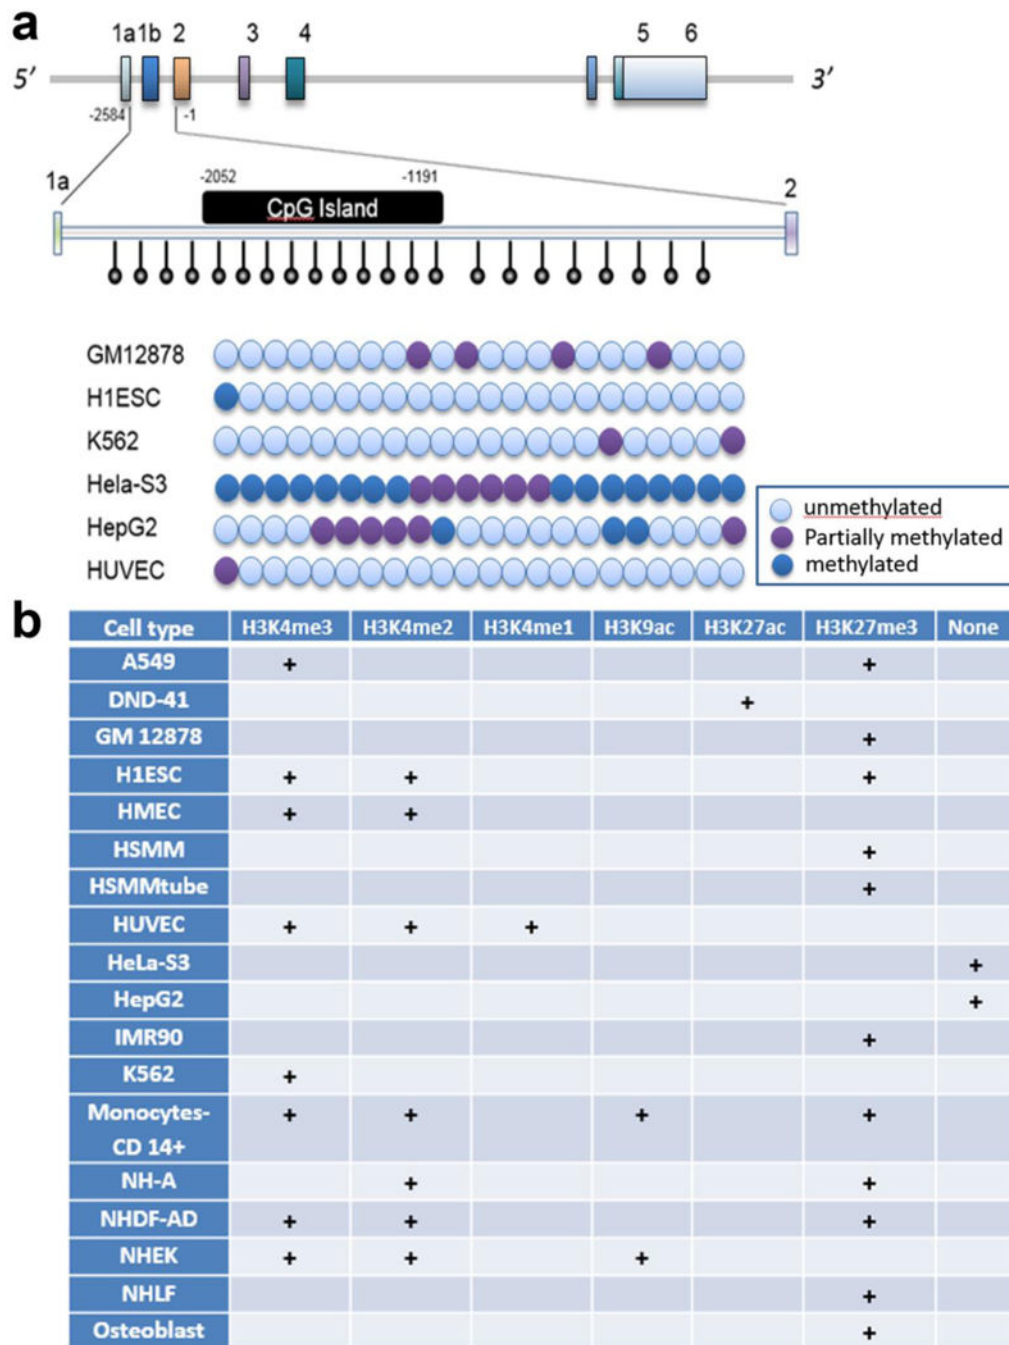 a
1a 1b 2 3 4 5 6
5′ 3′
-2584 -1
-2052 -1191
1a 2
CpG Island
GM12878
H1ESC
K562
Hela-S3
HepG2
HUVEC
unmethylated
Partially methylated
methylated
b
Cell type H3K4me3 H3K4me2 H3K4me1 H3K9ac H3K27ac H3K27me3 None
A549 + +
DND-41 +
GM 12878 +
H1ESC + + +
HMEC + +
HSMM +
HSMMtube +
HUVEC + + +
HeLa-S3 +
HepG2 +
IMR90 +
K562 +
Monocytes- + + + +
CD 14+
NH-A + +
NHDF-AD + + +
NHEK + + +
NHLF +
Osteoblast +